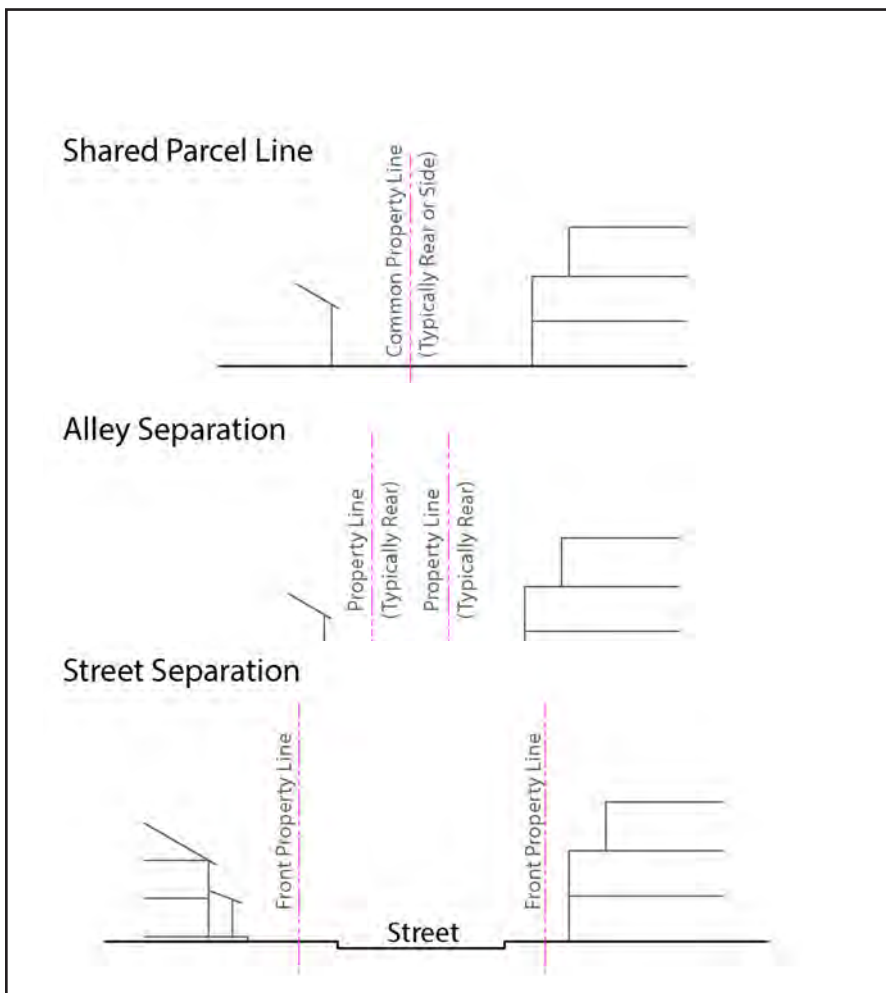 Shared Parcel Line
Common Property Line
(Typically Rear or Side)
Alley Separation
Property Line
(Typically Rear)
Property Line
(Typically Rear)
Street Separation
Front Property Line
Front Property Line
Street